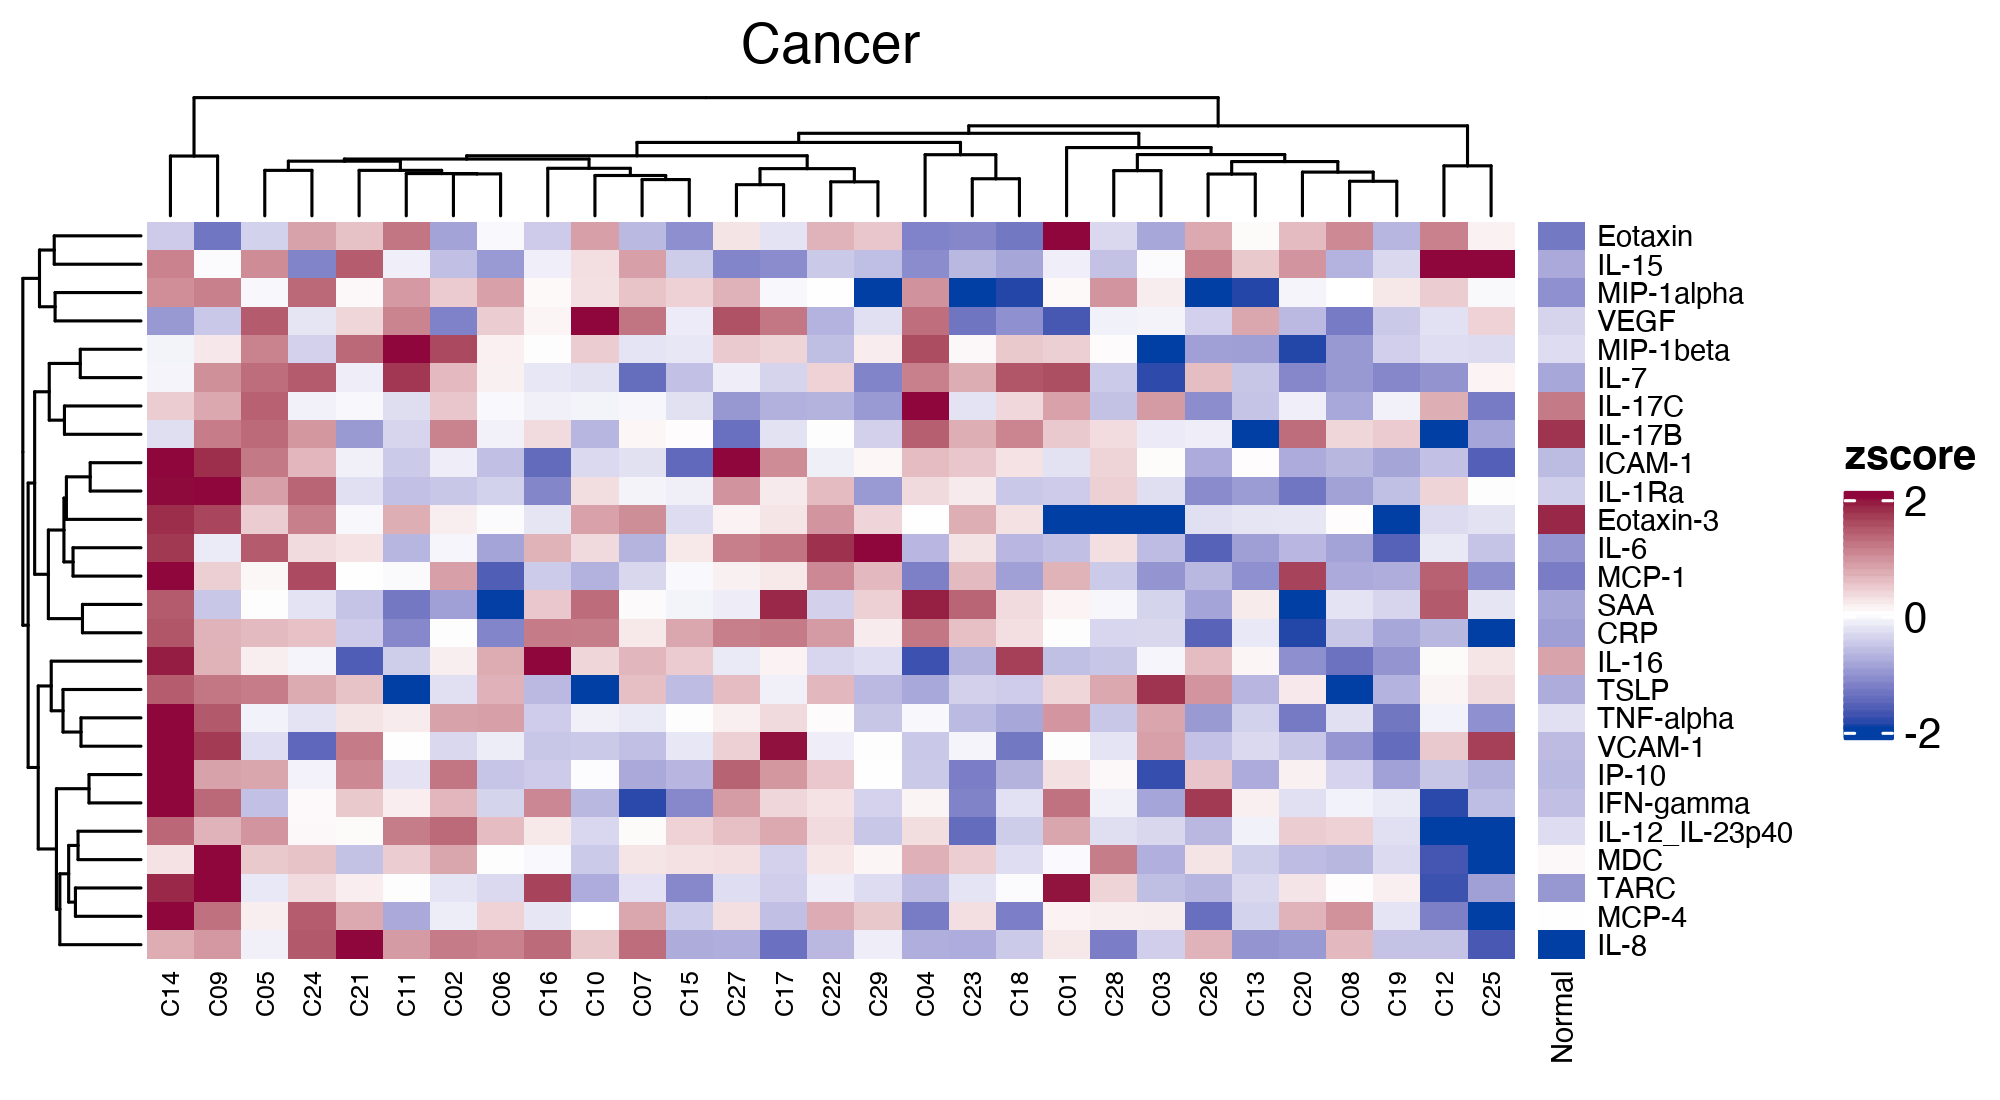 Cancer
Eotaxin
IL-15
MIP-1alpha
VEGF
MIP-1beta
IL-7
IL-17C
IL-17B
ICAM-1
IL-1Ra
Eotaxin-3
IL-6
MCP-1
SAA
CRP
IL-16
TSLP
TNF-alpha
VCAM-1
IP-10
IFN-gamma
IL-12_IL-23p40
MDC
TARC
MCP-4
IL-8
zscore
2
0
-2
C14 C09 C05 C24 C21 C11 C02 C06 C16 C10 C07 C15 C27 C17 C22 C29 C04 C23 C18 C01 C28 C03 C26 C13 C20 C08 C19 C12 C25 Normal